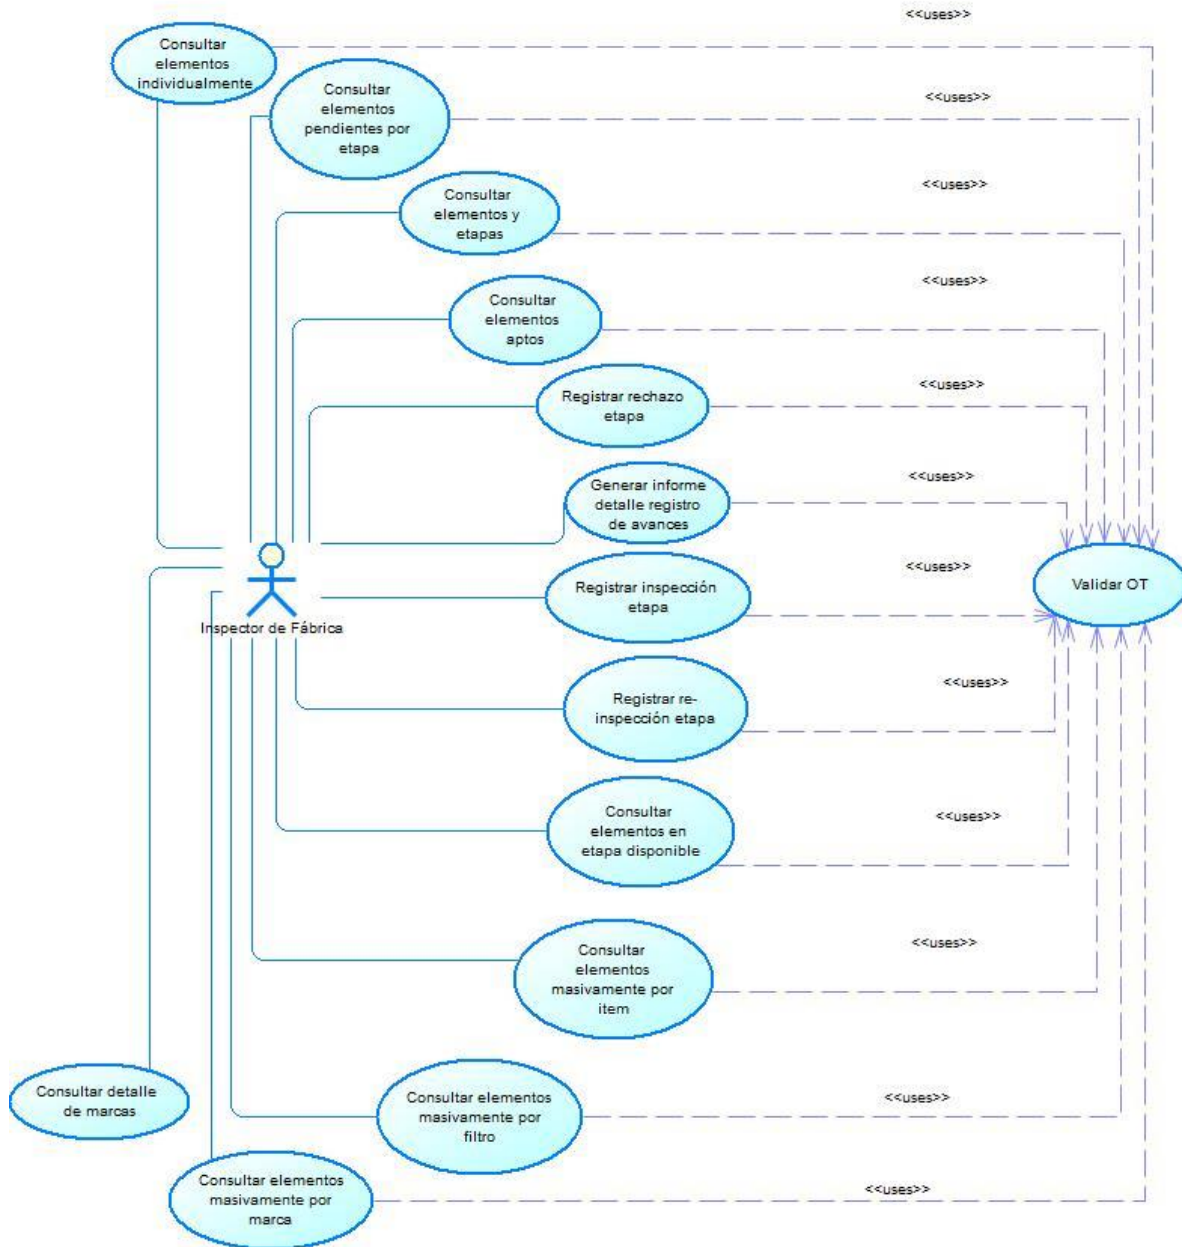 <<uses>>
Consultar
elementos
individualmente
Consultar
elementos
pendientes por
etapa
<<uses>>
Consultar
elementos y
etapas
<<uses>>
Consultar
elementos
aptos
<<uses>>
Registrar rechazo
etapa
<<uses>>
Generar informe
detalle registro
de avances
<<uses>>
Registrar inspección
etapa
<<uses>>
Validar OT
Inspector de Fábrica
Registrar re-
inspección etapa
<<uses>>
Consultar
elementos en
etapa disponible
<<uses>>
Consultar
elementos
masivamente por
item
<<uses>>
Consultar detalle
de marcas
Consultar elementos
masivamente por
filtro
<<uses>>
Consultar elementos
masivamente por
marca
<<uses>>